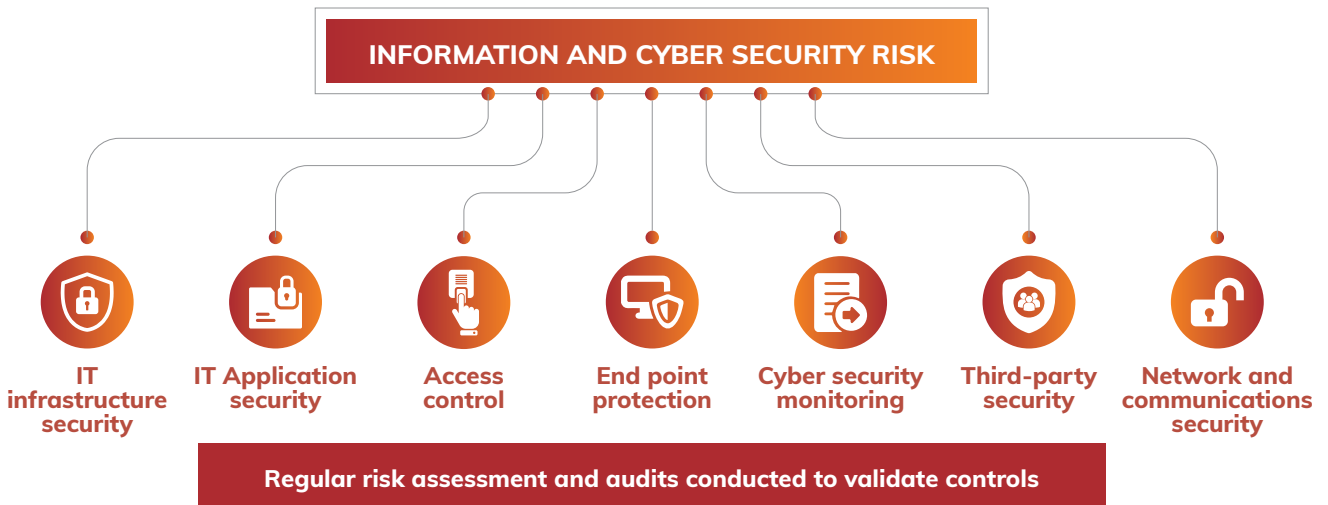 INFORMATION AND CYBER SECURITY RISK
IT
infrastructure
security
IT Application
security
Access
control
End point
protection
Cyber security
monitoring
Third-party
security
Network and
communications
security
Regular risk assessment and audits conducted to validate controls